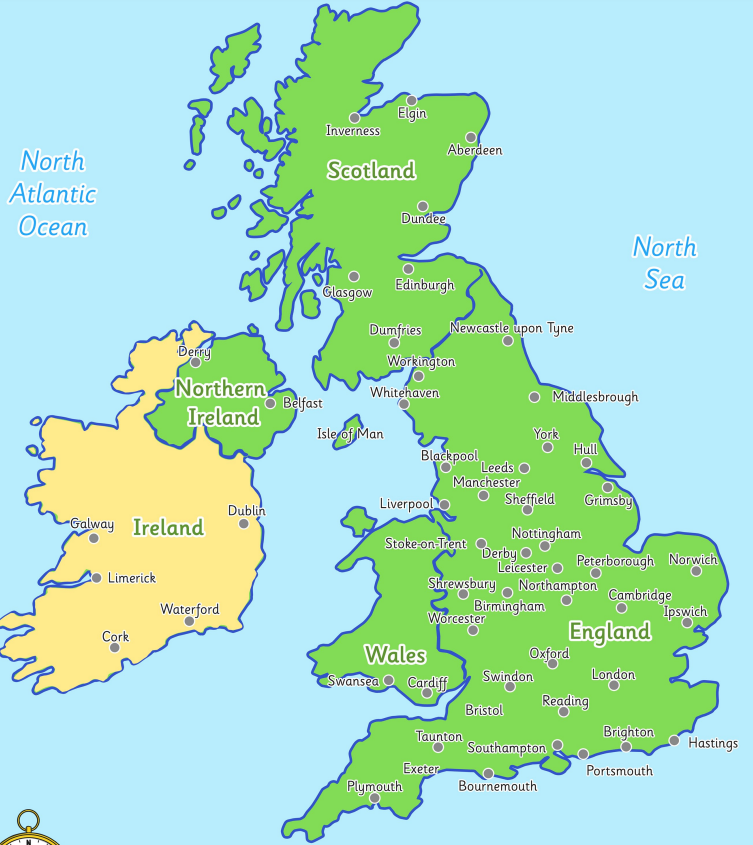 Elgin
Inverness
Aberdeen
North
Atlantic
Ocean
Scotland
Dundee
North
Sea
Edinburgh
Glasgow
Dumfries
Newcastle upon Tyne
Derry
Workington
Northern
Ireland
Whitehaven
Middlesbrough
Belfast
Isle of Man
York
Hull
Blackpool
Leeds
Manchester
Sheffield
Grimsby
Liverpool
Dublin
Galway
Ireland
Nottingham
Stoke-on-Trent
Derby
Peterborough
Norwich
Leicester
Limerick
Shrewsbury
Northampton
Cambridge
Birmingham
Waterford
Ipswich
Worcester
England
Cork
Wales
Oxford
London
Swindon
Swansea
Cardiff
Reading
Bristol
Brighton
Taunton
Hastings
Southampton
Exeter
Portsmouth
Plymouth
Bournemouth
N